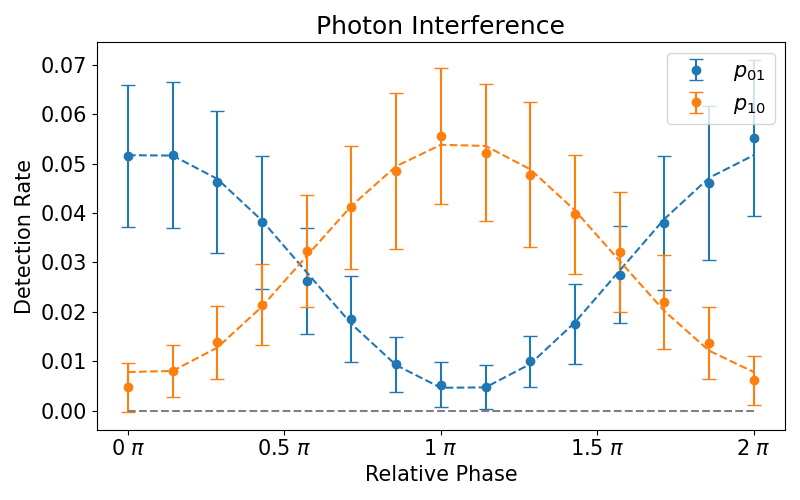 Photon Interference
Detection Rate
0.07
0.06
0.05
0.04
0.03
0.02
0.01
0.00
p₀₁
p₁₀
0 π
0.5 π
1 π
1.5 π
2 π
Relative Phase